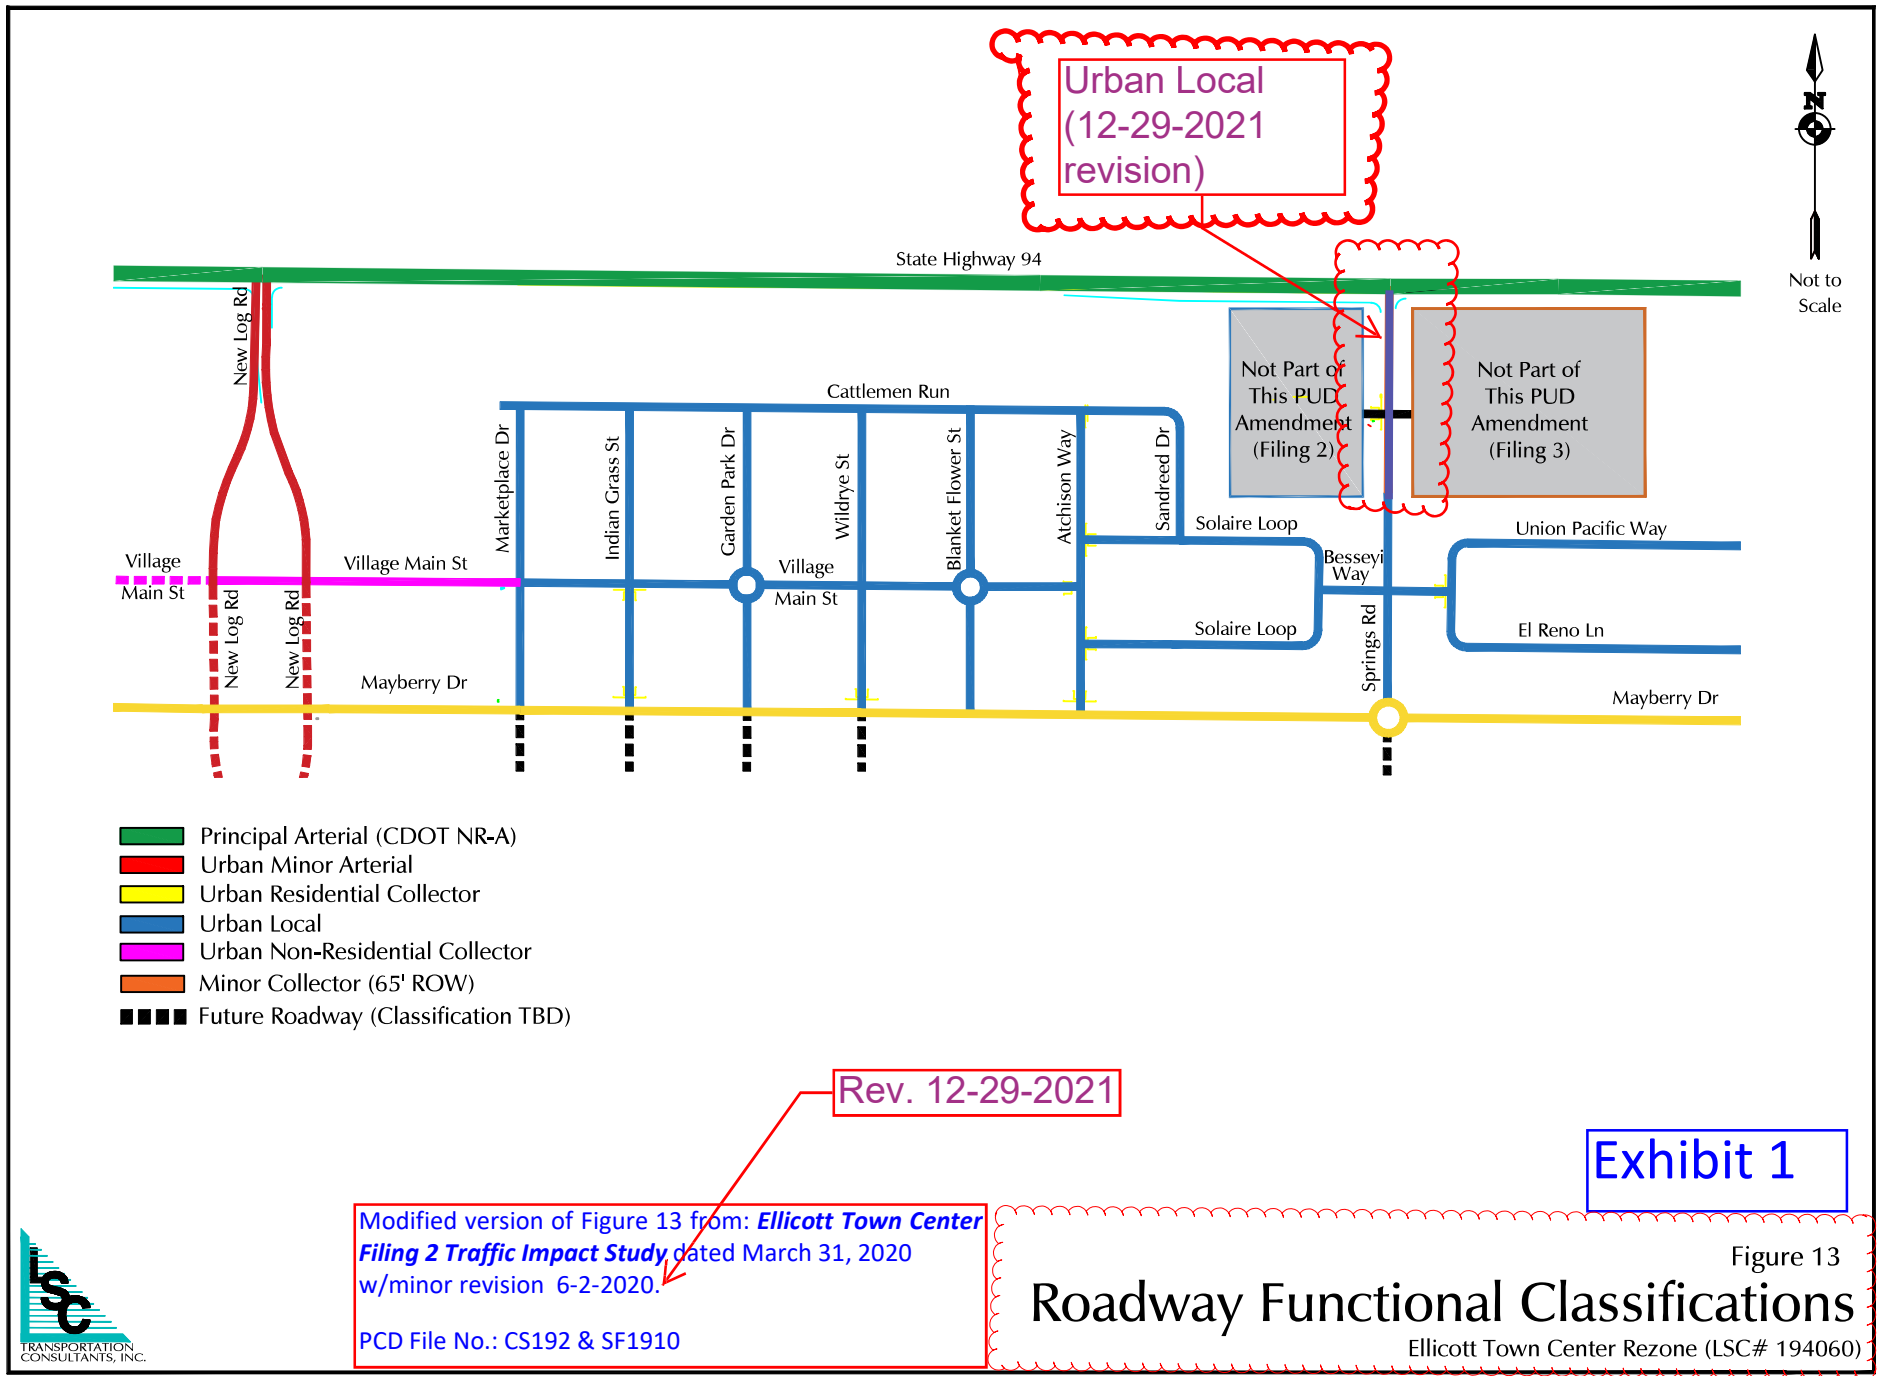 Urban Local
(12-29-2021
revision)
N
Not to
Scale
State Highway 94
New Log Rd
Cattlemen Run
Marketplace Dr
Indian Grass St
Garden Park Dr
Wildrye St
Blanket Flower St
Atchison Way
Sandreed Dr
Not Part of
This PUD
Amendment
(Filing 2)
Not Part of
This PUD
Amendment
(Filing 3)
Solaire Loop
Union Pacific Way
Village
Main St
Village Main St
Village
Main St
Besseyi
Way
New Log Rd
New Log Rd
Solaire Loop
Springs Rd
El Reno Ln
Mayberry Dr
Mayberry Dr
Principal Arterial (CDOT NR-A)
Urban Minor Arterial
Urban Residential Collector
Urban Local
Urban Non-Residential Collector
Minor Collector (65' ROW)
Future Roadway (Classification TBD)
Rev. 12-29-2021
Exhibit 1
Modified version of Figure 13 from: Ellicott Town Center
Filing 2 Traffic Impact Study dated March 31, 2020
w/minor revision 6-2-2020.
PCD File No.: CS192 & SF1910
Figure 13
Roadway Functional Classifications
Ellicott Town Center Rezone (LSC# 194060)
LSC
TRANSPORTATION
CONSULTANTS, INC.